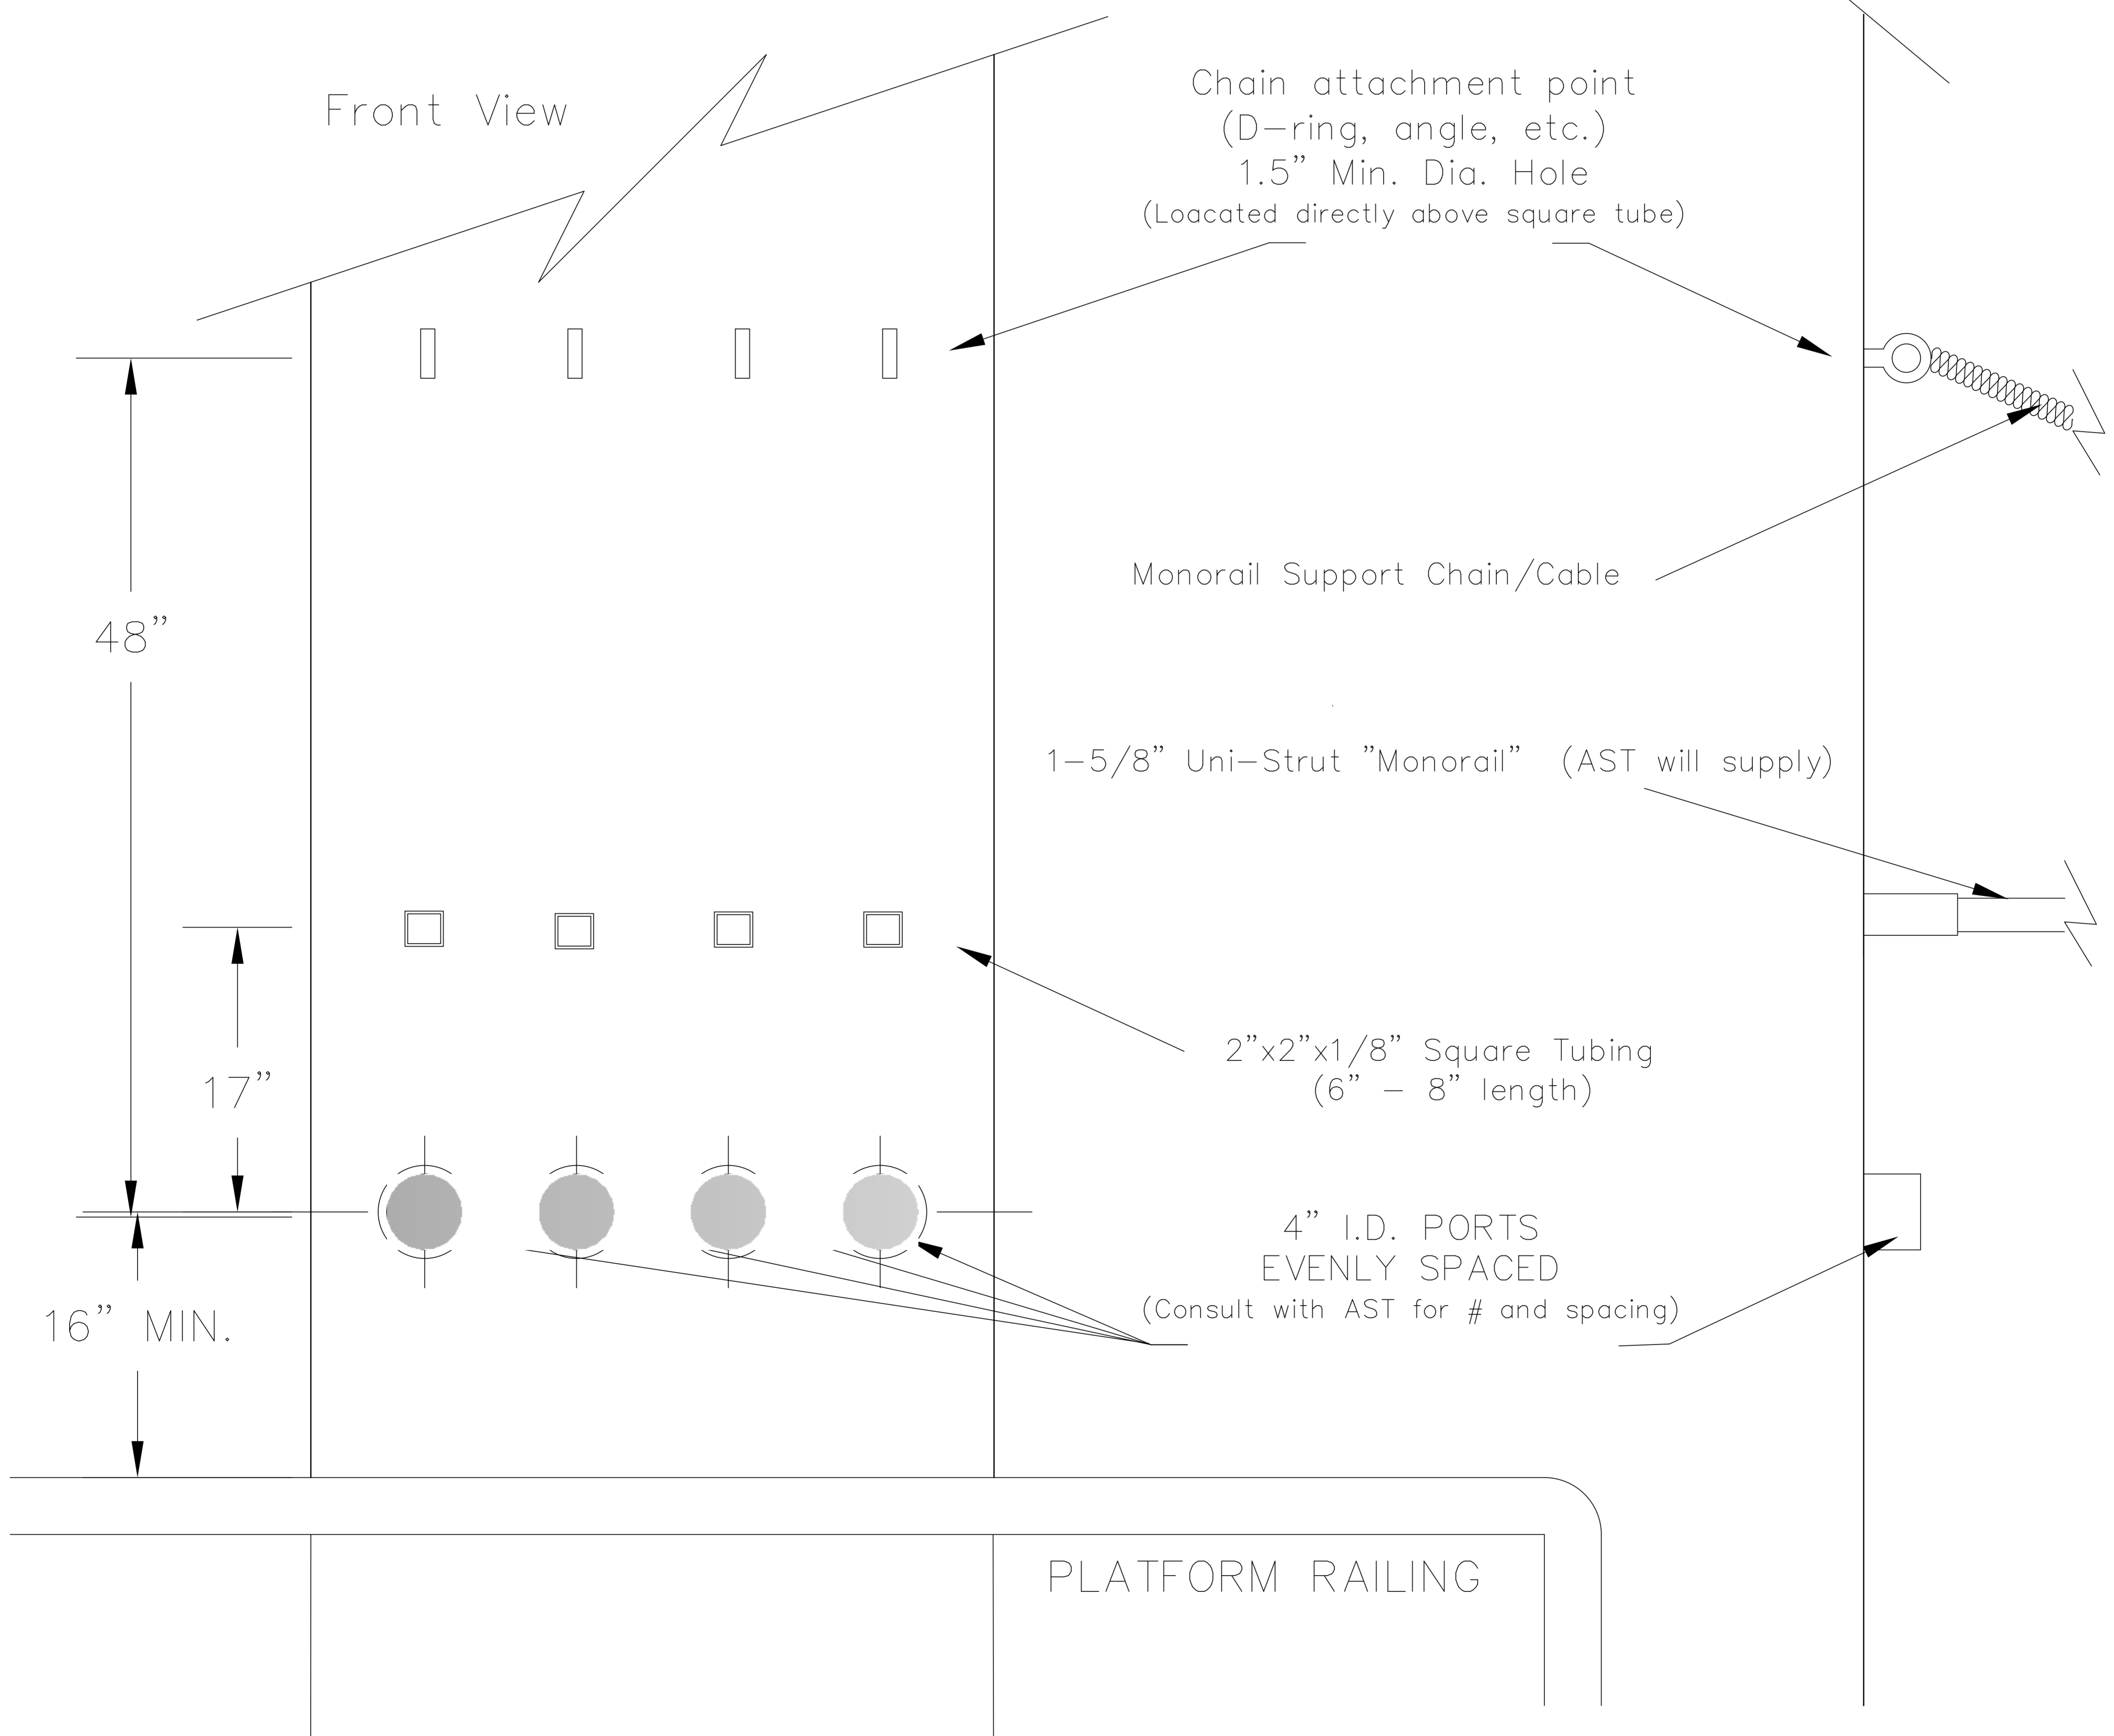 Front View
Chain attachment point
(D-ring, angle, etc.)
1.5" Min. Dia. Hole
(Loacated directly above square tube)
48"
Monorail Support Chain/Cable
1-5/8" Uni-Strut "Monorail" (AST will supply)
17"
2"x2"x1/8" Square Tubing
(6" - 8" length)
4" I.D. PORTS
EVENLY SPACED
(Consult with AST for # and spacing)
16" MIN.
PLATFORM RAILING